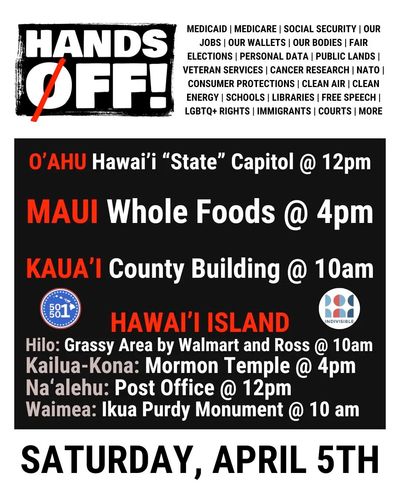 HANDS
OFF!
MEDICAID | MEDICARE | SOCIAL SECURITY | OUR
JOBS | OUR WALLETS | OUR BODIES | FAIR
ELECTIONS | PERSONAL DATA | PUBLIC LANDS |
VETERAN SERVICES | CANCER RESEARCH | NATO |
CONSUMER PROTECTIONS | CLEAN AIR | CLEAN
ENERGY | SCHOOLS | LIBRARIES | FREE SPEECH |
LGBTQ+ RIGHTS | IMMIGRANTS | COURTS | MORE
O’AHU Hawai’i “State” Capitol @ 12pm
MAUI Whole Foods @ 4pm
KAUA’I County Building @ 10am
50
50 1
INDIVISIBLE
HAWAI’I ISLAND
Hilo: Grassy Area by Walmart and Ross @ 10am
Kailua-Kona: Mormon Temple @ 4pm
Na‘alehu: Post Office @ 12pm
Waimea: Ikua Purdy Monument @ 10 am
SATURDAY, APRIL 5TH